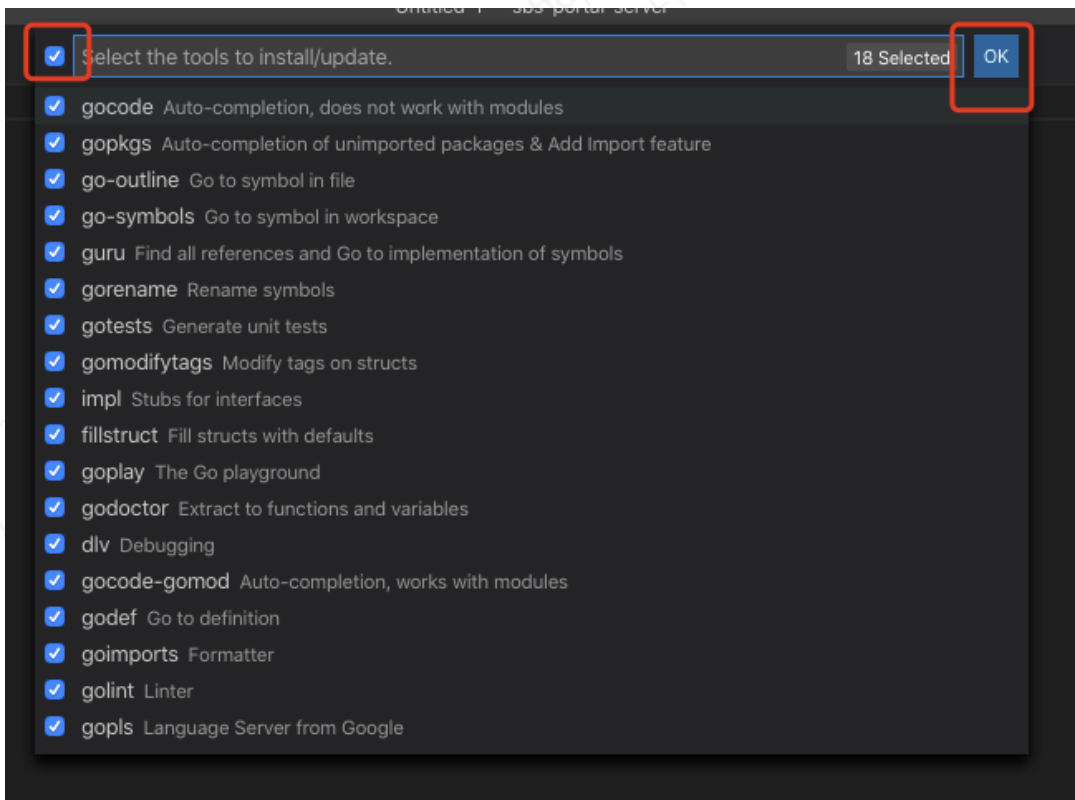 Untitled-1 — sbs-portal-server
Select the tools to install/update. 18 Selected OK
gocode Auto-completion, does not work with modules
gopkgs Auto-completion of unimported packages & Add Import feature
go-outline Go to symbol in file
go-symbols Go to symbol in workspace
guru Find all references and Go to implementation of symbols
gorename Rename symbols
gotests Generate unit tests
gomodifytags Modify tags on structs
impl Stubs for interfaces
fillstruct Fill structs with defaults
goplay The Go playground
godoctor Extract to functions and variables
dlv Debugging
gocode-gomod Auto-completion, works with modules
godef Go to definition
goimports Formatter
golint Linter
gopls Language Server from Google